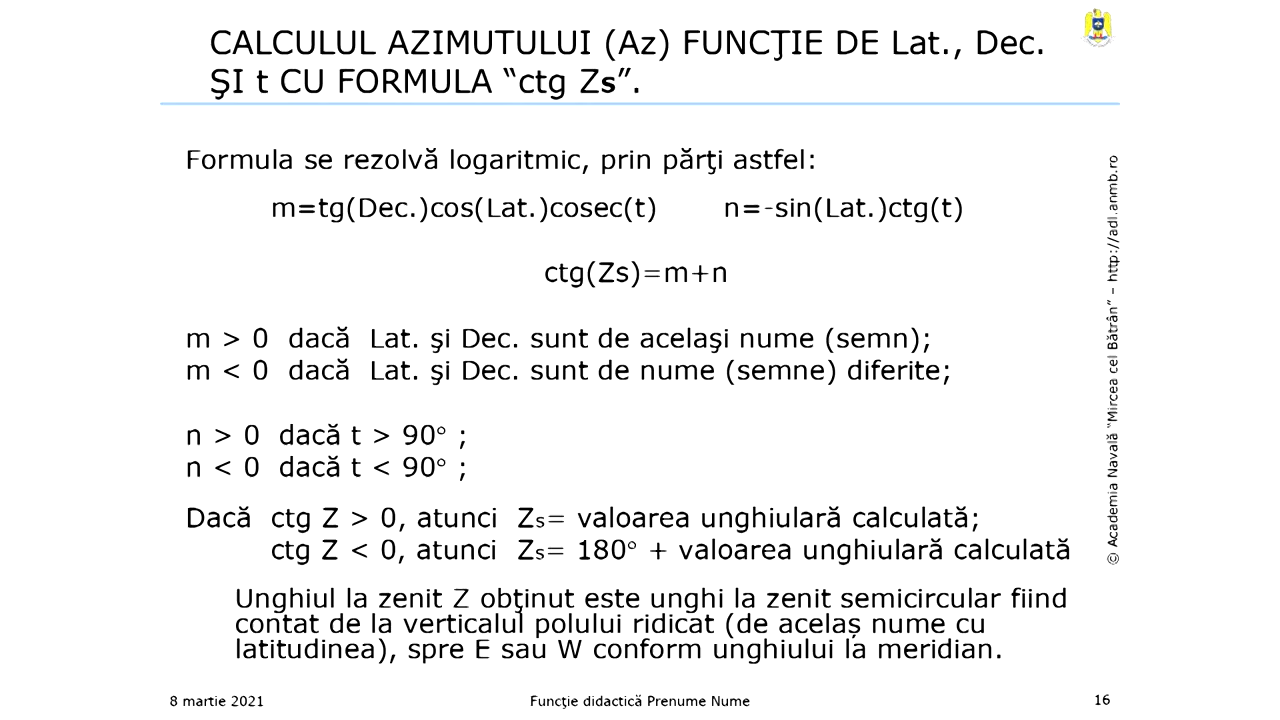 CALCULUL AZIMUTULUI (Az) FUNCŢIE DE Lat., Dec.
ŞI t CU FORMULA “ctg Zs”.
Formula se rezolvă logaritmic, prin părţi astfel:
m=tg(Dec.)cos(Lat.)cosec(t) n=-sin(Lat.)ctg(t)
ctg(Zs)=m+n
m > 0 dacă Lat. şi Dec. sunt de acelaşi nume (semn);
m < 0 dacă Lat. şi Dec. sunt de nume (semne) diferite;
n > 0 dacă t > 90° ;
n < 0 dacă t < 90° ;
Dacă ctg Z > 0, atunci Zs= valoarea unghiulară calculată;
ctg Z < 0, atunci Zs= 180° + valoarea unghiulară calculată
Unghiul la zenit Z obţinut este unghi la zenit semicircular fiind
contat de la verticalul polului ridicat (de acelaș nume cu
latitudinea), spre E sau W conform unghiului la meridian.
© Academia Navală “Mircea cel Bătrân” – http://adl.anmb.ro
8 martie 2021
Funcţie didactică Prenume Nume
16